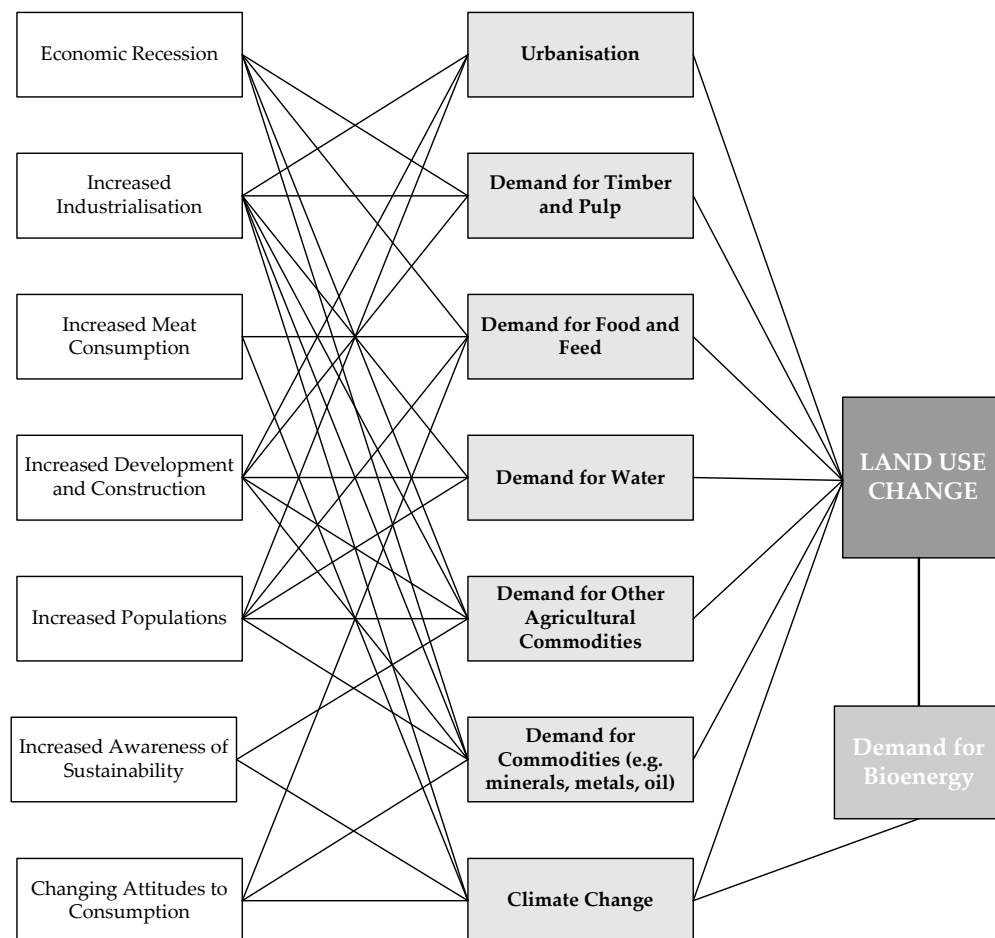 Economic Recession
Increased
Industrialisation
Increased Meat
Consumption
Increased Development
and Construction
Increased Populations
Increased Awareness of
Sustainability
Changing Attitudes to
Consumption
Urbanisation
Demand for Timber
and Pulp
Demand for Food and
Feed
Demand for Water
Demand for Other
Agricultural
Commodities
Demand for
Commodities (e.g.
minerals, metals, oil)
Climate Change
LAND USE
CHANGE
Demand for
Bioenergy